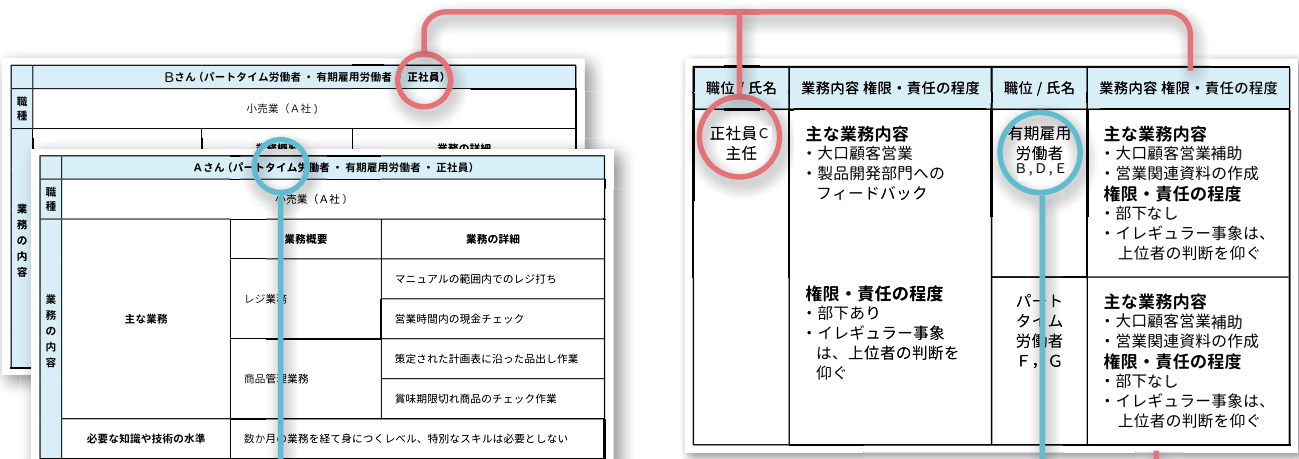 Bさん（パートタイム労働者 ・ 有期雇用労働者 正社員）
職種
小売業（A社）
業務の内容
業務概要
業務の詳細
Aさん（パートタイム労働者 ・ 有期雇用労働者 ・ 正社員）
職種
小売業（A社）
業務の内容
主な業務
業務概要
業務の詳細
レジ業務
マニュアルの範囲内でのレジ打ち
営業時間内の現金チェック
商品管理業務
策定された計画表に沿った品出し作業
賞味期限切れ商品のチェック作業
必要な知識や技術の水準
数か月の業務を経て身につくレベル、特別なスキルは必要としない
職位 / 氏名
業務内容 権限・責任の程度
職位 / 氏名
業務内容 権限・責任の程度
正社員C
主任
主な業務内容
・大口顧客営業
・製品開発部門への
フィードバック
権限・責任の程度
・部下あり
・イレギュラー事象
は、上位者の判断を
仰ぐ
有期雇用
労働者
B，D，E
主な業務内容
・大口顧客営業補助
・営業関連資料の作成
権限・責任の程度
・部下なし
・イレギュラー事象は、
上位者の判断を仰ぐ
パート
タイム
労働者
F，G
主な業務内容
・大口顧客営業補助
・営業関連資料の作成
権限・責任の程度
・部下なし
・イレギュラー事象は、
上位者の判断を仰ぐ